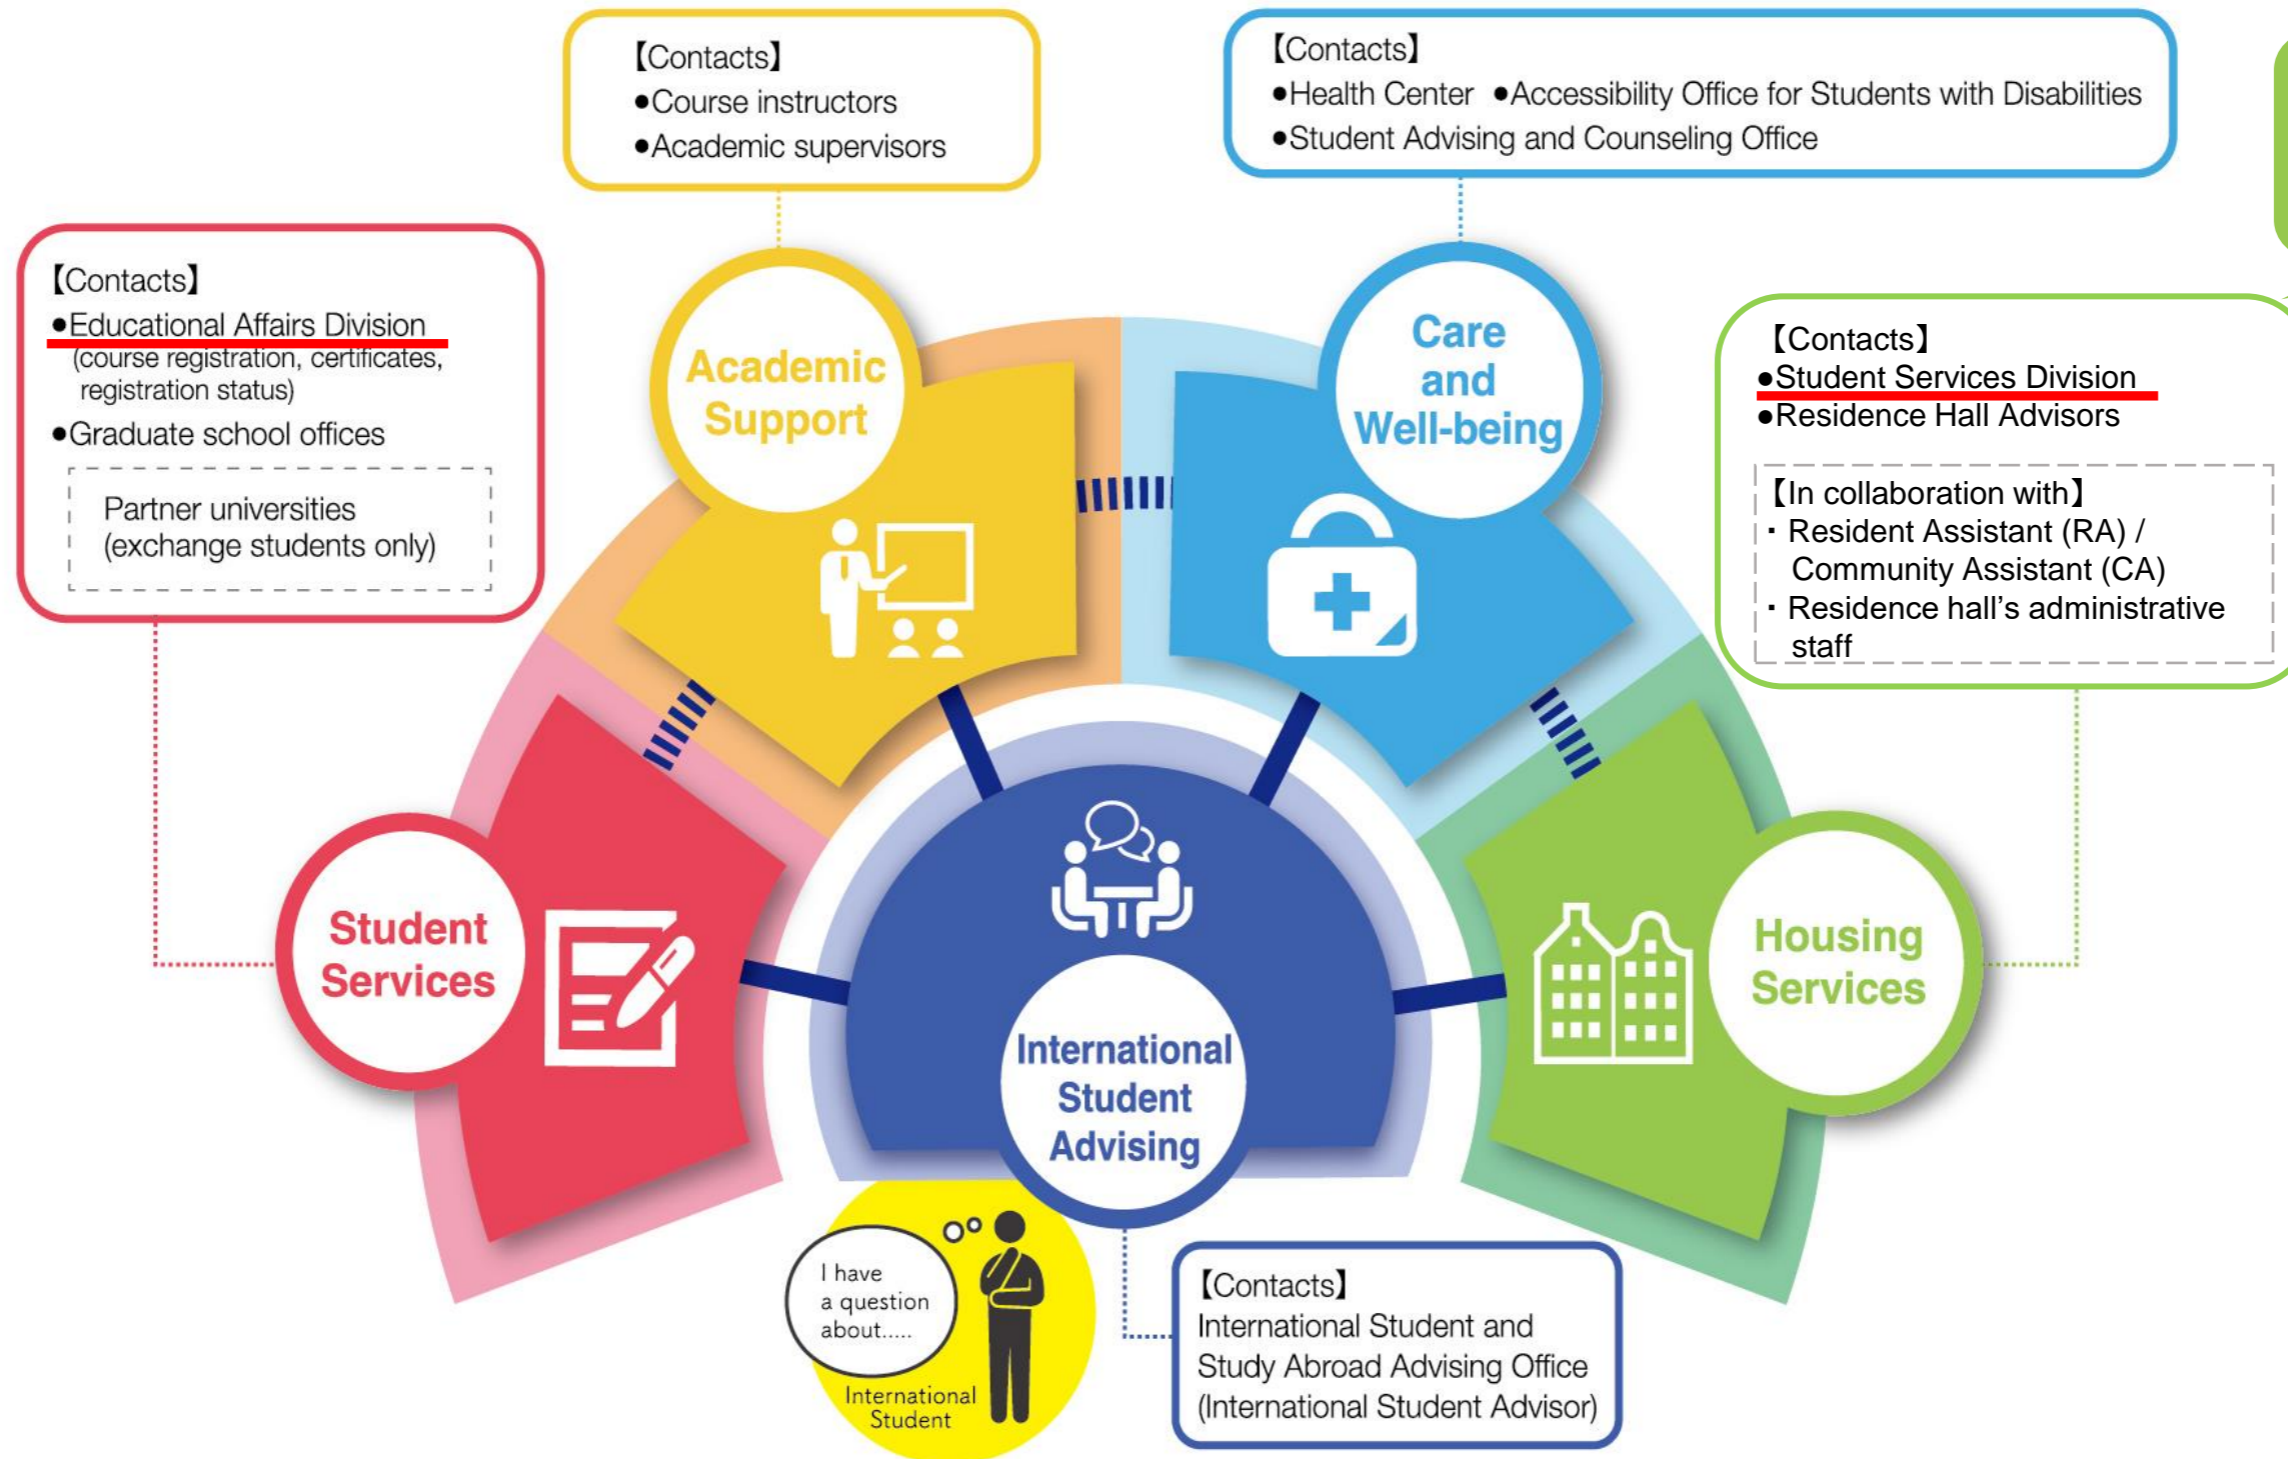 【Contacts】
●Course instructors
●Academic supervisors
【Contacts】
●Health Center ●Accessibility Office for Students with Disabilities
●Student Advising and Counseling Office
【Contacts】
●Educational Affairs Division
(course registration, certificates,
registration status)
●Graduate school offices
Partner universities
(exchange students only)
Academic
Support
Care
and
Well-being
【Contacts】
●Student Services Division
●Residence Hall Advisors
【In collaboration with】
・Resident Assistant (RA) /
Community Assistant (CA)
・Residence hall’s administrative
staff
Student
Services
Housing
Services
International
Student
Advising
I have
a question
about.....
International
Student
【Contacts】
International Student and
Study Abroad Advising Office
(International Student Advisor)